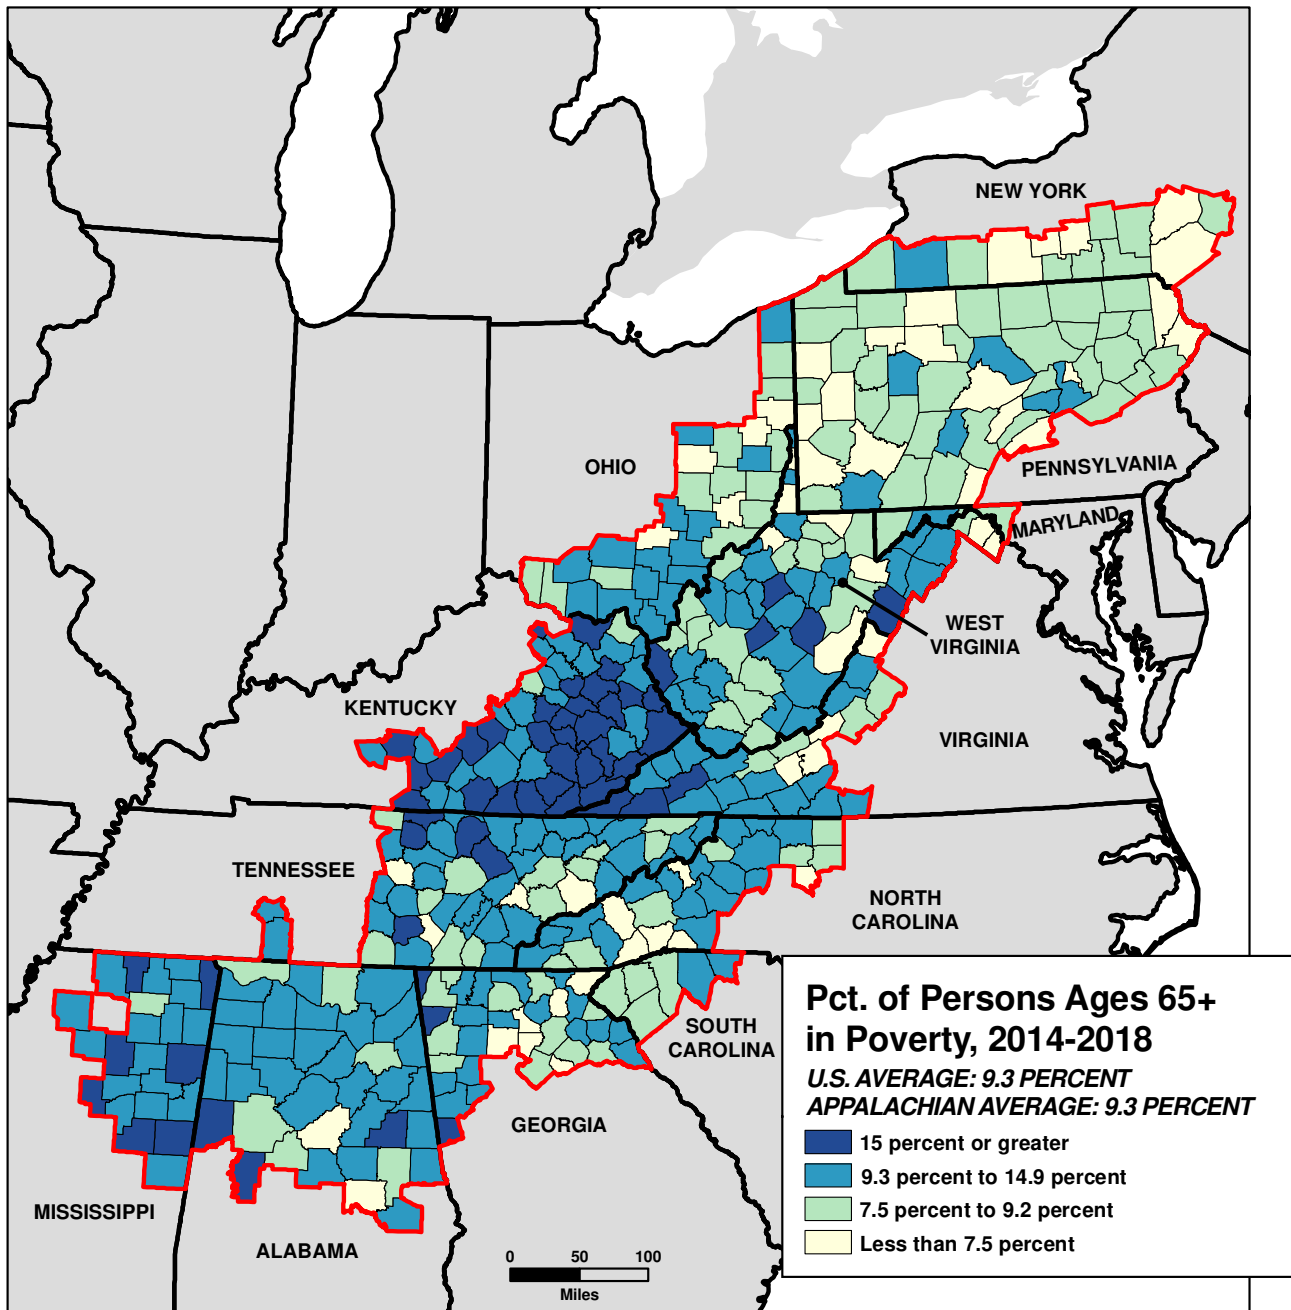 NEW YORK
OHIO
PENNSYLVANIA
MARYLAND
WEST
VIRGINIA
KENTUCKY
VIRGINIA
TENNESSEE
NORTH
CAROLINA
SOUTH
CAROLINA
GEORGIA
MISSISSIPPI
ALABAMA
0 50 100
Miles
Pct. of Persons Ages 65+
in Poverty, 2014-2018
U.S. AVERAGE: 9.3 PERCENT
APPALACHIAN AVERAGE: 9.3 PERCENT
15 percent or greater
9.3 percent to 14.9 percent
7.5 percent to 9.2 percent
Less than 7.5 percent